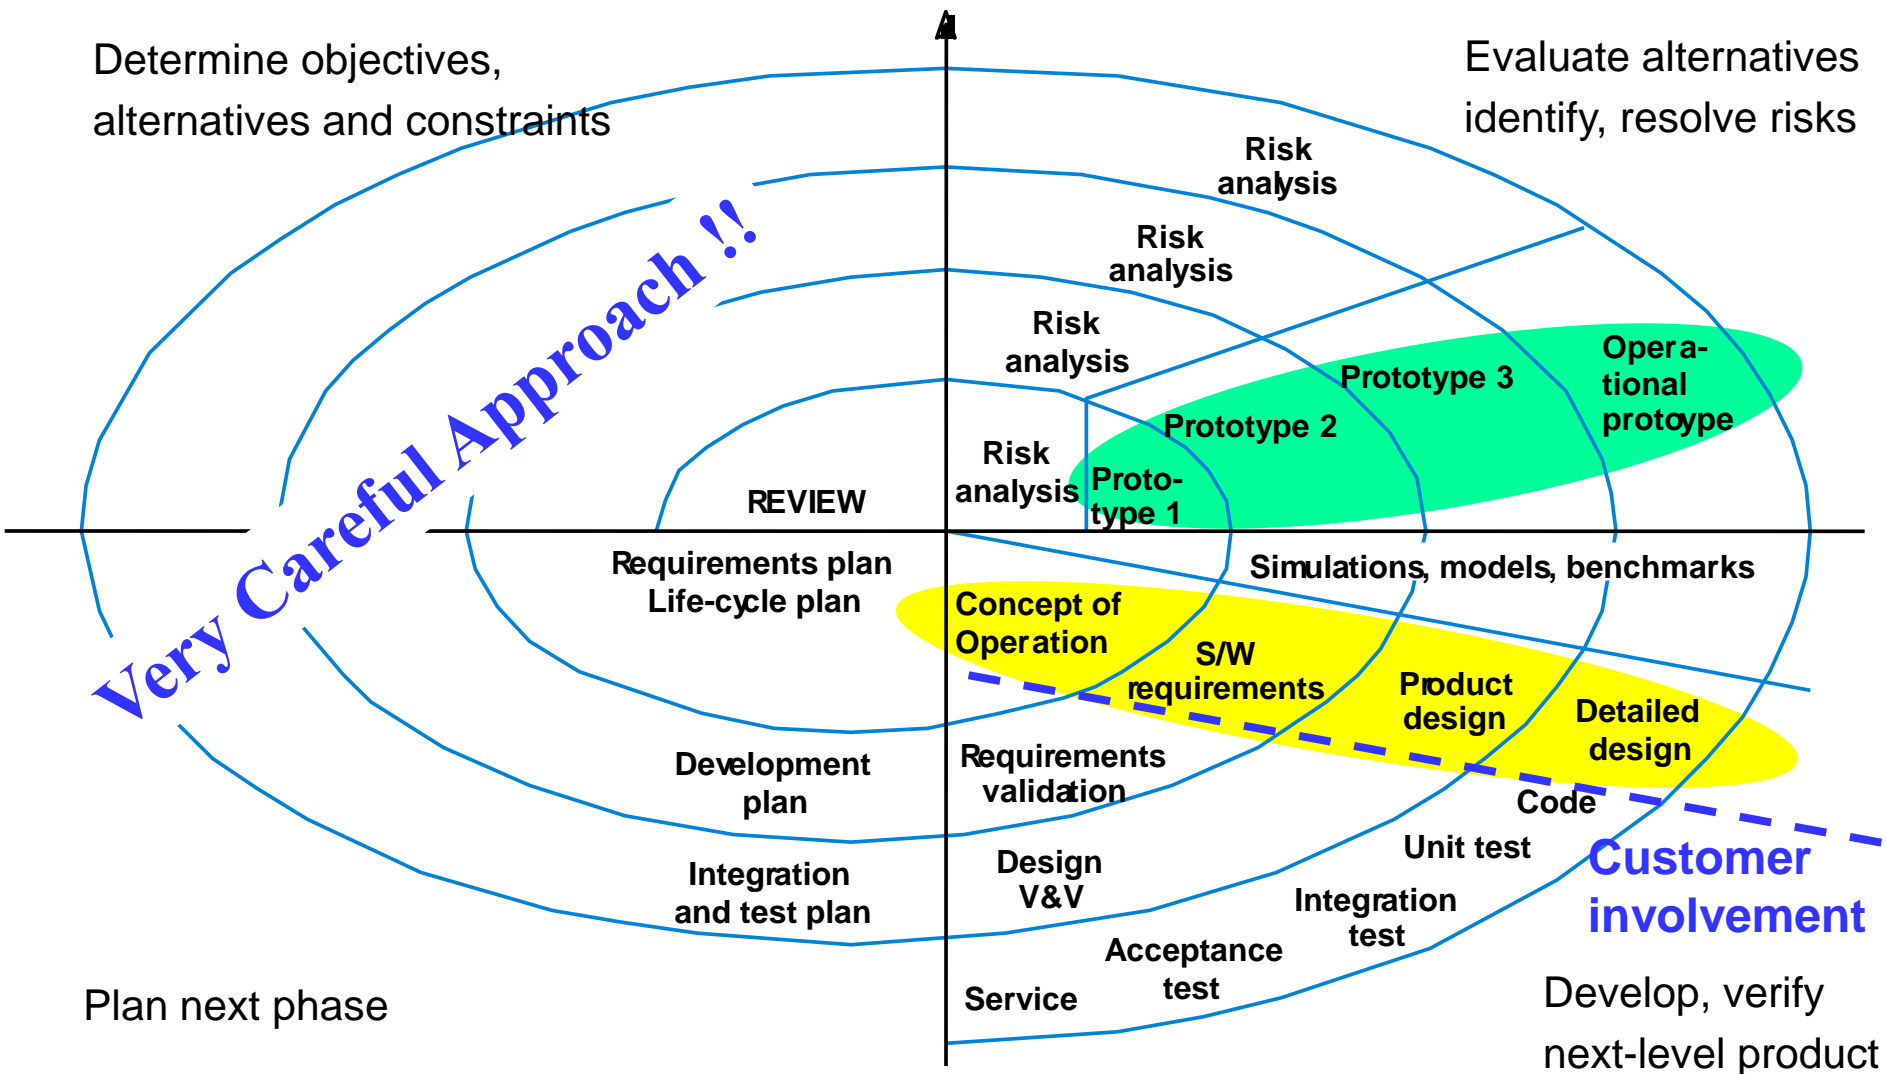 Determine objectives,
alternatives and constraints
Evaluate alternatives
identify, resolve risks
Risk
analysis
Risk
analysis
Risk
analysis
Risk
analysis
Very Careful Approach !!
Opera-
tional
protoype
Prototype 3
Prototype 2
Proto-
type 1
REVIEW
Requirements plan
Life-cycle plan
Simulations, models, benchmarks
Concept of
Operation
S/W
requirements
Product
design
Detailed
design
Development
plan
Requirements
validation
Code
Unit test
Customer
involvement
Integration
and test plan
Design
V&V
Integration
test
Acceptance
test
Service
Plan next phase
Develop, verify
next-level product